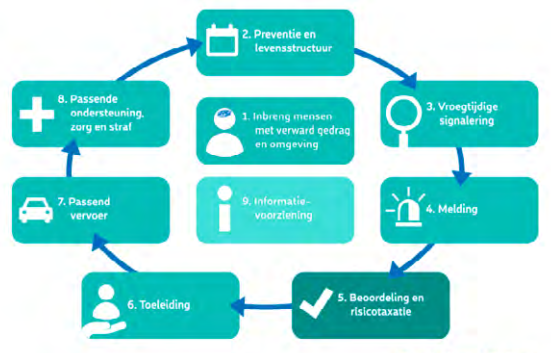 2. Preventie en
levensstructuur
8. Passende
ondersteuning,
zorg en straf
1. Inbreng mensen
met verward gedrag
en omgeving
3. Vroegtijdige
signalering
7. Passend
vervoer
9. Informatie-
voorziening
4. Melding
6. Toeleiding
5. Beoordeling en
risicotaxatie